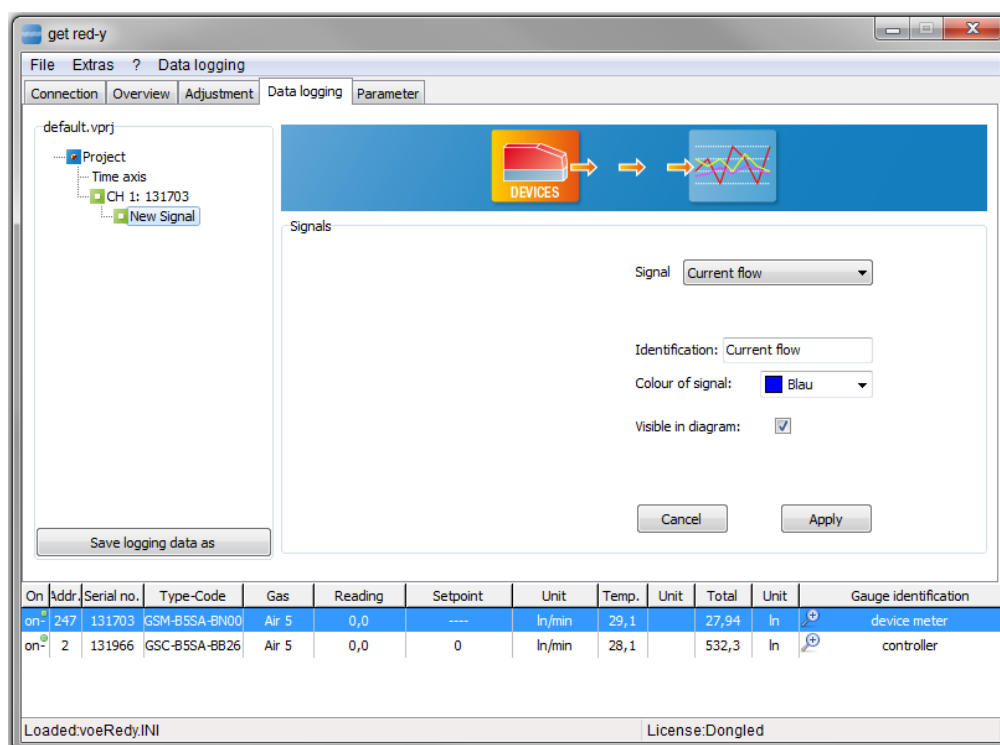 get red-y
File Extras ? Data logging
Connection Overview Adjustment Data logging Parameter
default.vprj
Project
Time axis
CH 1: 131703
New Signal
Save logging data as
DEVICES
Signals
Signal Current flow
Identification: Current flow
Colour of signal: Blau
Visible in diagram:
Cancel Apply
On Addr. Serial no. Type-Code Gas Reading Setpoint Unit Temp. Unit Total Unit Gauge identification
on- 247 131703 GSM-B5SA-BN00 Air 5 0,0 ---- ln/min 29,1 27,94 ln device meter
on- 2 131966 GSC-B5SA-BB26 Air 5 0,0 0 ln/min 28,1 532,3 ln controller
Loaded:voeRedy.INI License:Dongled